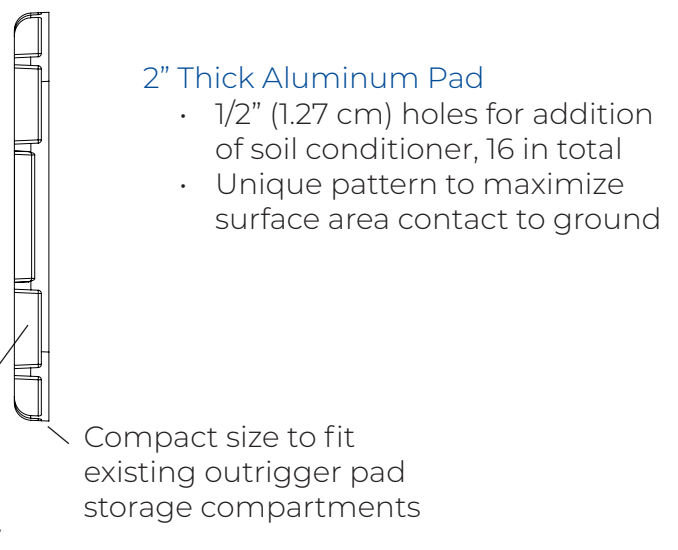 2” Thick Aluminum Pad
· 1/2” (1.27 cm) holes for addition
of soil conditioner, 16 in total
· Unique pattern to maximize
surface area contact to ground
Compact size to fit
existing outrigger pad
storage compartments